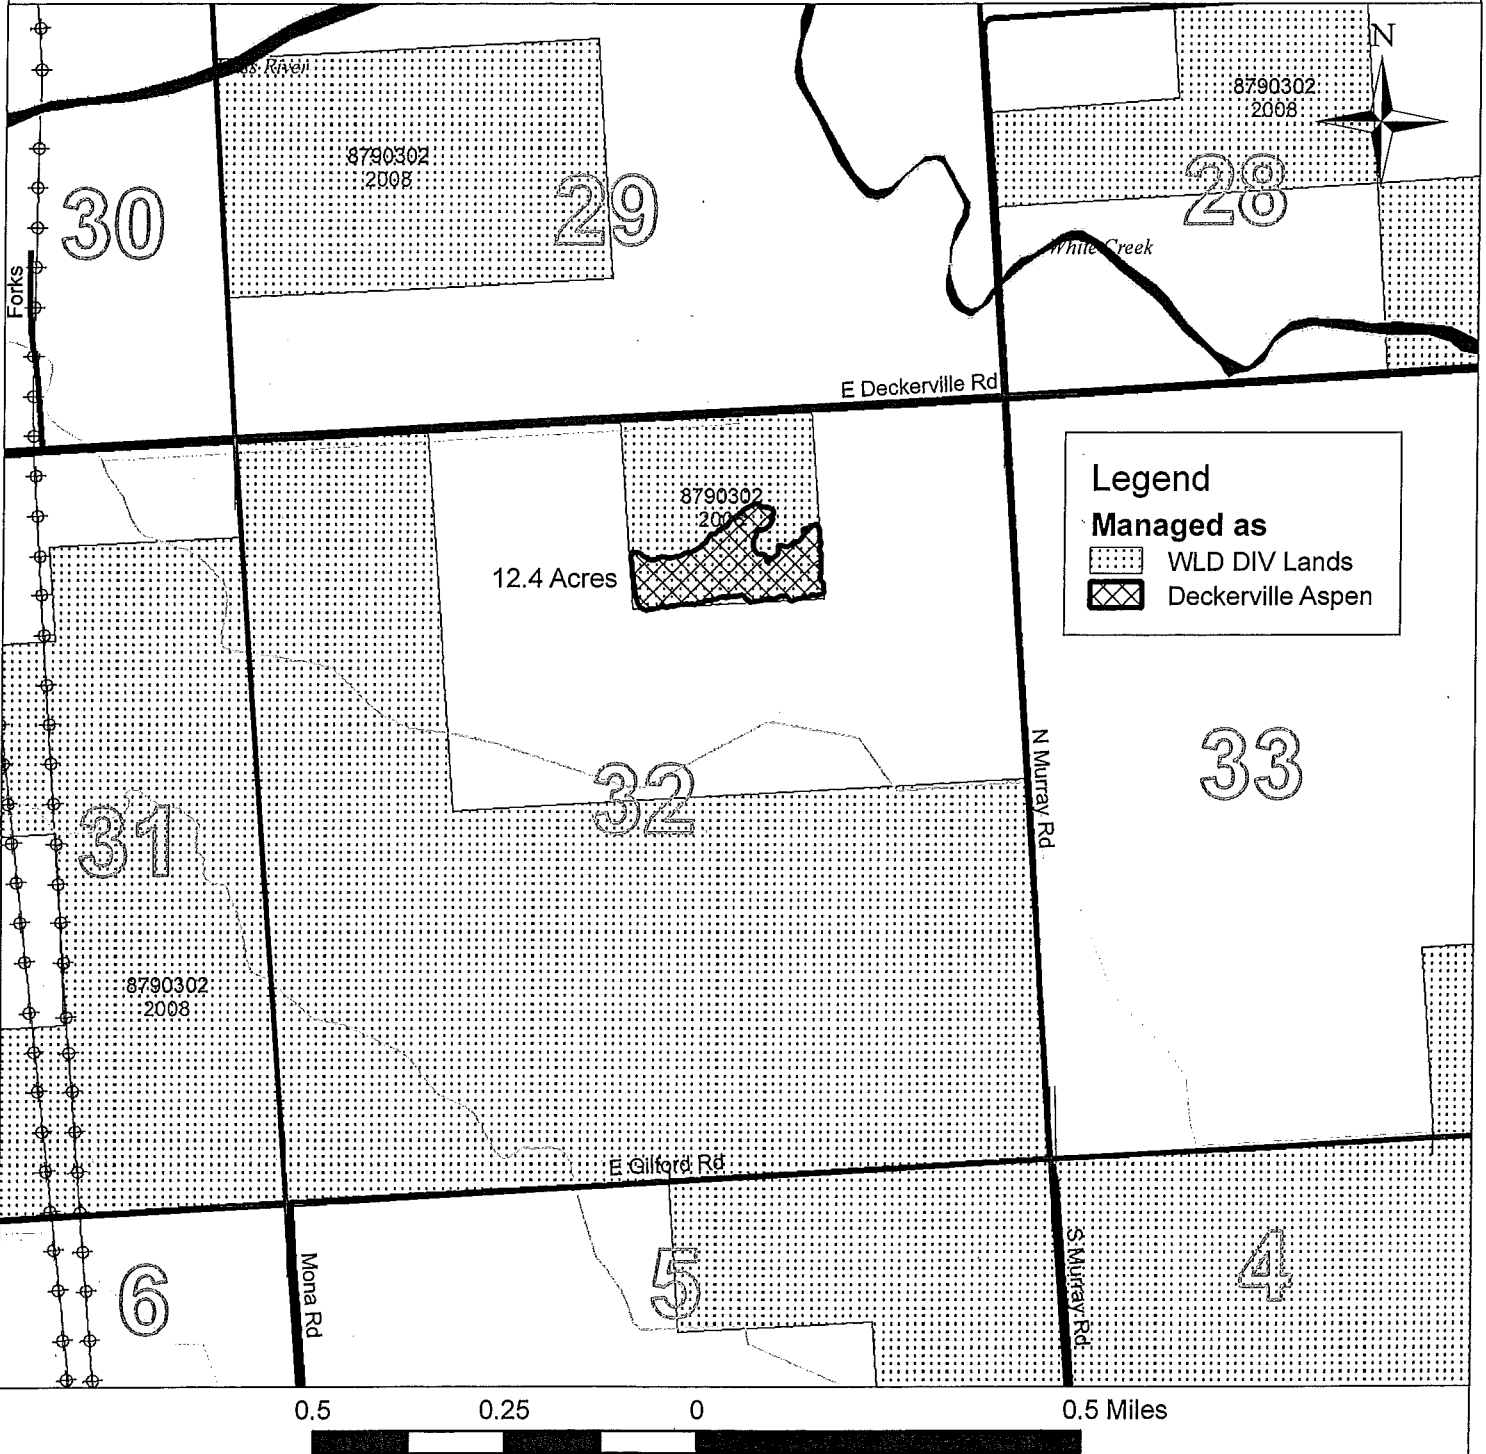 N
River
8790302
2008
8790302
2008
30
29
28
White Creek
Forks
E Deckerville Rd
8790302
12.4 Acres
Legend
Managed as
WLD DIV Lands
Deckerville Aspen
N Murray Rd
33
32
31
8790302
2008
E Gilford Rd
Mona Rd
S Murray Rd
6
5
4
0.5 0.25 0 0.5 Miles